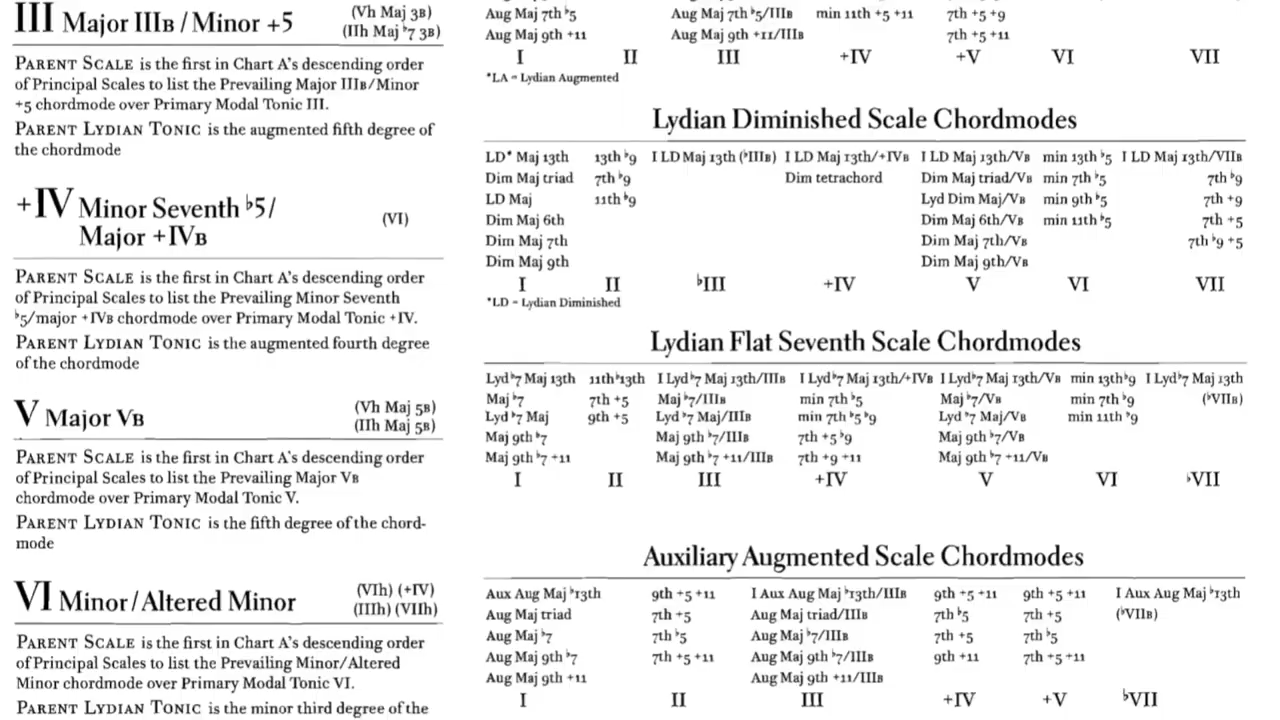 III Major IIIB / Minor +5 (Vh Maj 3B)
(IIh Maj ♭7 3B)
PARENT SCALE is the first in Chart A's descending order
of Principal Scales to list the Prevailing Major IIIB/Minor
+5 chordmode over Primary Modal Tonic III.
PARENT LYDIAN TONIC is the augmented fifth degree of
the chordmode
+IV Minor Seventh ♭5/ (VI)
Major +IVB
PARENT SCALE is the first in Chart A's descending order
of Principal Scales to list the Prevailing Minor Seventh
♭5/major +IVB chordmode over Primary Modal Tonic +IV.
PARENT LYDIAN TONIC is the augmented fourth degree
of the chordmode
V Major VB (Vh Maj 5B)
(IIh Maj 5B)
PARENT SCALE is the first in Chart A's descending order
of Principal Scales to list the Prevailing Major VB
chordmode over Primary Modal Tonic V.
PARENT LYDIAN TONIC is the fifth degree of the chord-
mode
VI Minor/Altered Minor (VIh) (+IV)
(IIIh) (VIIh)
PARENT SCALE is the first in Chart A's descending order
of Principal Scales to list the Prevailing Minor/Altered
Minor chordmode over Primary Modal Tonic VI.
PARENT LYDIAN TONIC is the minor third degree of the
Aug Maj 7th ♭5 Aug Maj 7th ♭5/IIIB min 11th +5 +11 7th +5 +9
Aug Maj 9th +11 Aug Maj 9th +11/IIIB 7th +5 +11
I II III +IV +V VI VII
*LA = Lydian Augmented
Lydian Diminished Scale Chordmodes
LD* Maj 13th 13th ♭9 I LD Maj 13th (♭IIIB) I LD Maj 13th/+IVB I LD Maj 13th/VB min 13th ♭5 I LD Maj 13th/VIIB
Dim Maj triad 7th ♭9 Dim tetrachord Dim Maj triad/VB min 7th ♭5 7th ♭9
LD Maj 11th ♭9 Lyd Dim Maj/VB min 9th ♭5 7th +9
Dim Maj 6th Dim Maj 6th/VB min 11th ♭5 7th +5
Dim Maj 7th Dim Maj 7th/VB 7th ♭9 +5
Dim Maj 9th Dim Maj 9th/VB
I II ♭III +IV V VI VII
*LD = Lydian Diminished
Lydian Flat Seventh Scale Chordmodes
Lyd ♭7 Maj 13th 11th♭13th I Lyd♭7 Maj 13th/IIIB I Lyd♭7 Maj 13th/+IVB I Lyd♭7 Maj 13th/VB min 13th♭9 I Lyd♭7 Maj 13th
Maj ♭7 7th +5 Maj♭7/IIIB min 7th ♭5 Maj ♭7/VB min 7th ♭9 (♭VIIB)
Lyd ♭7 Maj 9th +5 Lyd ♭7 Maj/IIIB min 7th ♭5 ♭9 Lyd ♭7 Maj/VB min 11th ♭9
Maj 9th ♭7 Maj 9th ♭7/IIIB 7th +5 ♭9 Maj 9th ♭7/VB
Maj 9th ♭7 +11 Maj 9th ♭7 +11/IIIB 7th +9 +11 Maj 9th ♭7 +11/VB
I II III +IV V VI ♭VII
Auxiliary Augmented Scale Chordmodes
Aux Aug Maj ♭13th 9th +5 +11 I Aux Aug Maj ♭13th/IIIB 9th +5 +11 9th +5 +11 I Aux Aug Maj ♭13th
Aug Maj triad 7th +5 Aug Maj triad/IIIB 7th ♭5 7th +5 (♭VIIB)
Aug Maj ♭7 7th ♭5 Aug Maj ♭7/IIIB 7th +5 7th ♭5
Aug Maj 9th ♭7 7th +5 +11 Aug Maj 9th ♭7/IIIB 9th +11 7th +5 +11
Aug Maj 9th +11 Aug Maj 9th +11/IIIB
I II III +IV +V ♭VII